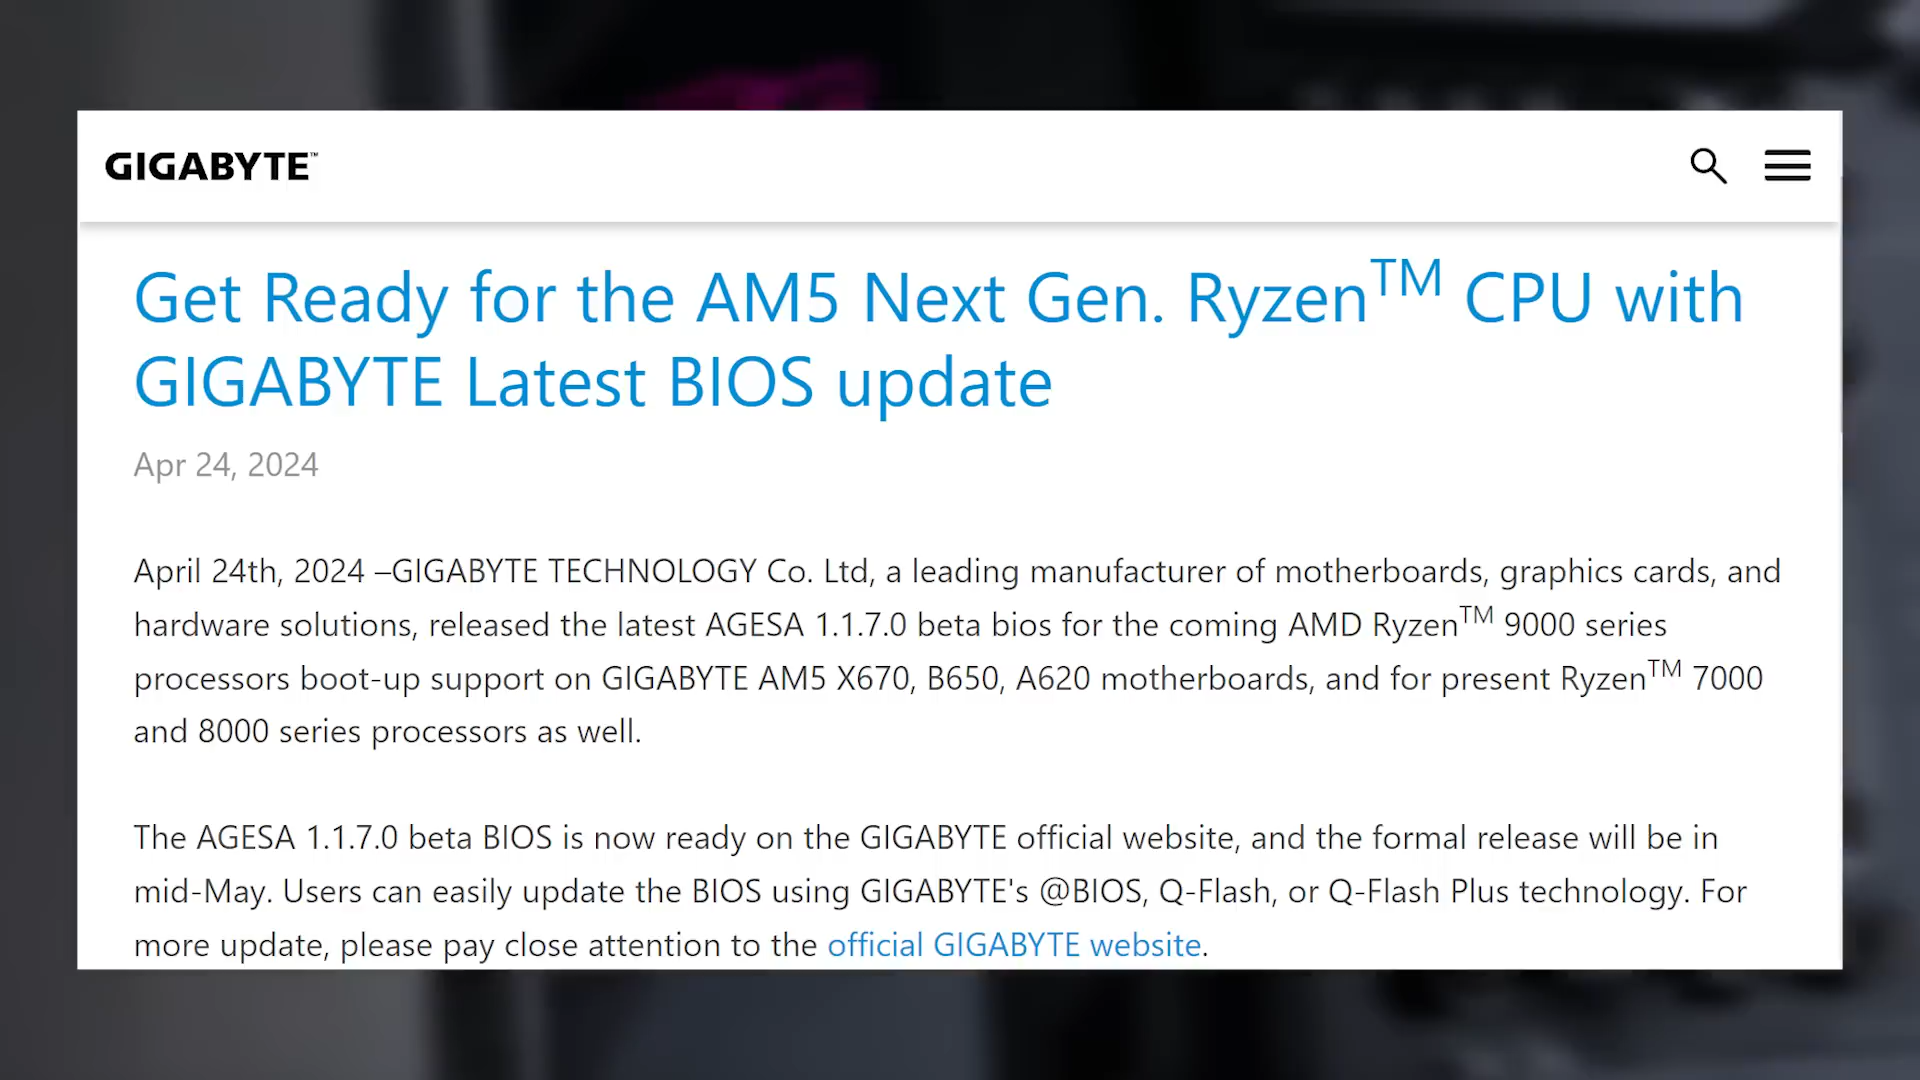 GIGABYTE™
Get Ready for the AM5 Next Gen. Ryzen™ CPU with
GIGABYTE Latest BIOS update
Apr 24, 2024
April 24th, 2024 –GIGABYTE TECHNOLOGY Co. Ltd, a leading manufacturer of motherboards, graphics cards, and
hardware solutions, released the latest AGESA 1.1.7.0 beta bios for the coming AMD Ryzen™ 9000 series
processors boot-up support on GIGABYTE AM5 X670, B650, A620 motherboards, and for present Ryzen™ 7000
and 8000 series processors as well.
The AGESA 1.1.7.0 beta BIOS is now ready on the GIGABYTE official website, and the formal release will be in
mid-May. Users can easily update the BIOS using GIGABYTE's @BIOS, Q-Flash, or Q-Flash Plus technology. For
more update, please pay close attention to the official GIGABYTE website.